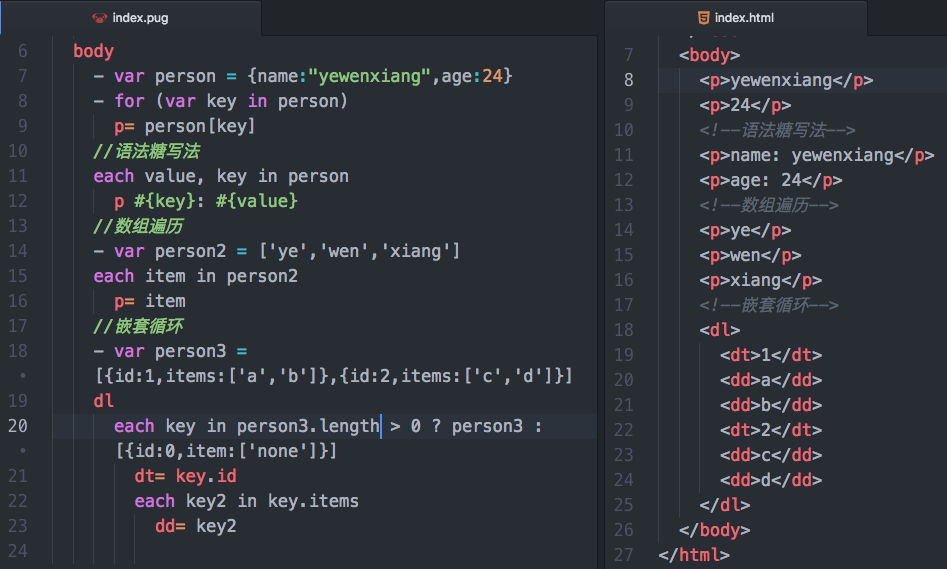 index.pug
6 body
7 - var person = {name:"yewenxiang",age:24}
8 - for (var key in person)
9 p= person[key]
10 //语法糖写法
11 each value, key in person
12 p #{key}: #{value}
13 //数组遍历
14 - var person2 = ['ye','wen','xiang']
15 each item in person2
16 p= item
17 //嵌套循环
18 - var person3 =
• [{id:1,items:['a','b']},{id:2,items:['c','d']}]
19 dl
20 each key in person3.length > 0 ? person3 :
• [{id:0,item:['none']}]
21 dt= key.id
22 each key2 in key.items
23 dd= key2
24
index.html
7 <body>
8 <p>yewenxiang</p>
9 <p>24</p>
10 <!--语法糖写法-->
11 <p>name: yewenxiang</p>
12 <p>age: 24</p>
13 <!--数组遍历-->
14 <p>ye</p>
15 <p>wen</p>
16 <p>xiang</p>
17 <!--嵌套循环-->
18 <dl>
19 <dt>1</dt>
20 <dd>a</dd>
21 <dd>b</dd>
22 <dt>2</dt>
23 <dd>c</dd>
24 <dd>d</dd>
25 </dl>
26 </body>
27 </html>